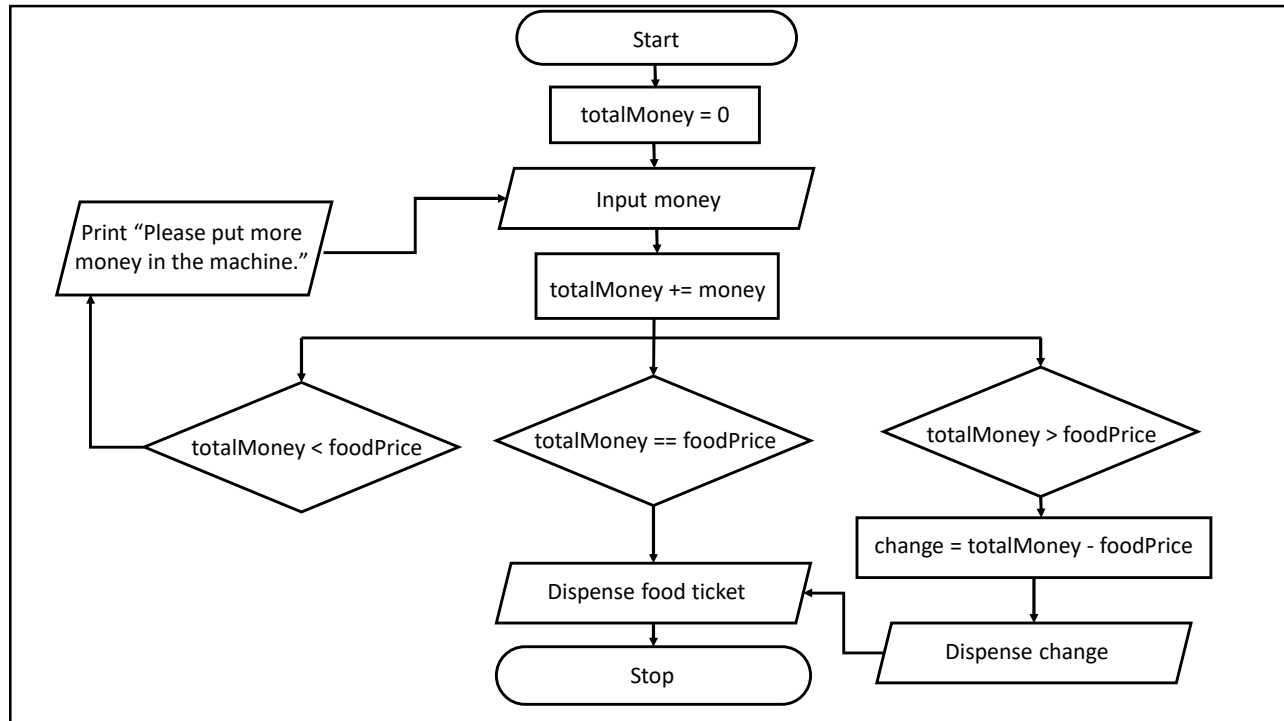 Start
totalMoney = 0
Input money
Print “Please put more
money in the machine.”
totalMoney += money
totalMoney < foodPrice
totalMoney == foodPrice
totalMoney > foodPrice
change = totalMoney - foodPrice
Dispense food ticket
Dispense change
Stop